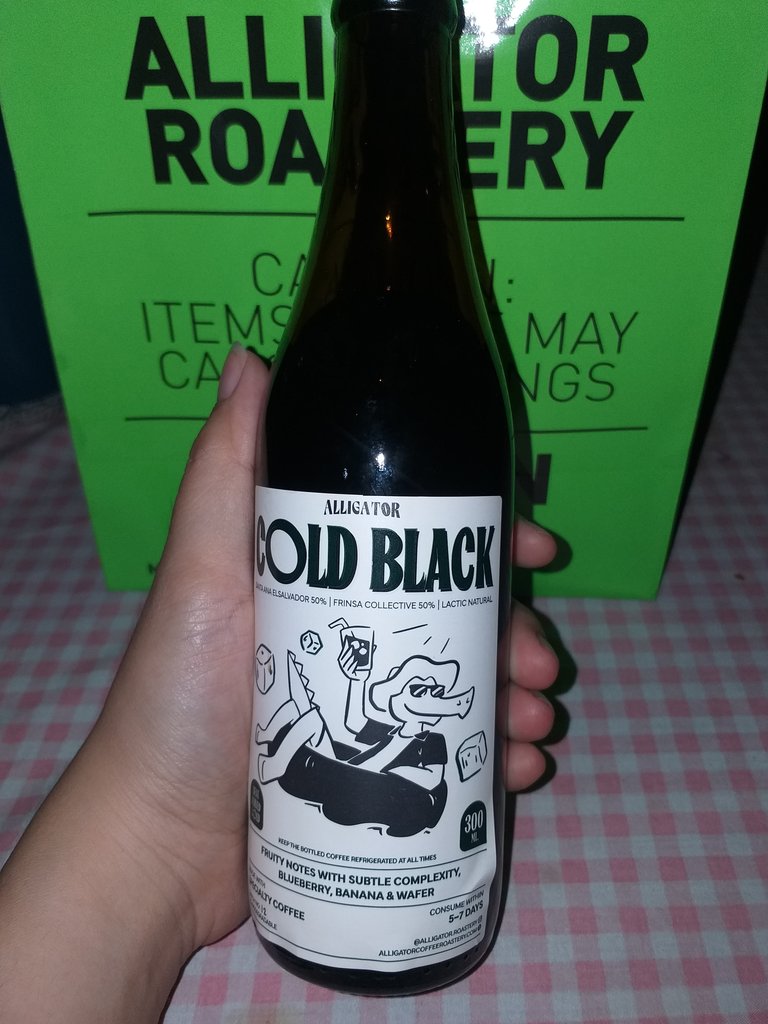 ALLI TOR
ROA ERY
CA N:
ITEMS MAY
CA NGS
N
ALLIGATOR
COLD BLACK
SANTA ANA ELSALVADOR 50% | FRINSA COLLECTIVE 50% | LACTIC NATURAL
300
ML
KEEP THE BOTTLED COFFEE REFRIGERATED AT ALL TIMES
FRUITY NOTES WITH SUBTLE COMPLEXITY,
BLUEBERRY, BANANA & WAFER
WITH
COFFEE
CONSUME WITHIN
5-7 DAYS
@ALLIGATOR.ROASTERY
ALLIGATORCOFFEEROASTERY.COM